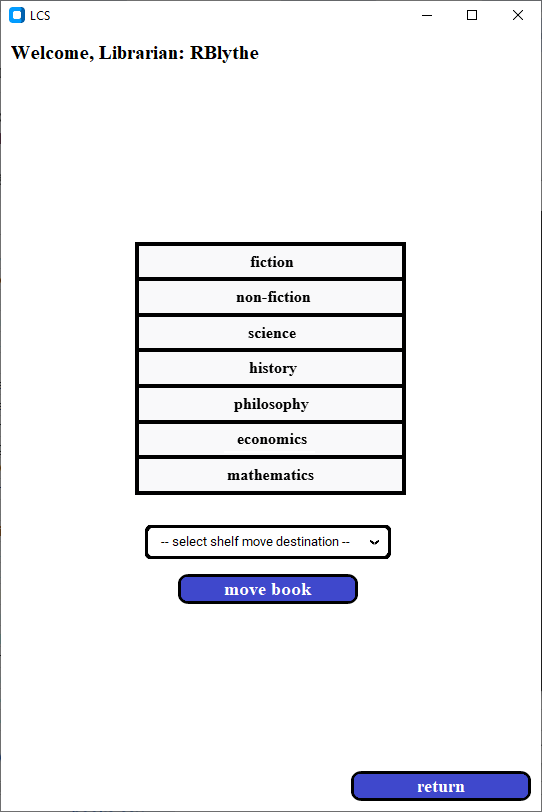 LCS
Welcome, Librarian: RBlythe
fiction
non-fiction
science
history
philosophy
economics
mathematics
-- select shelf move destination --
move book
return